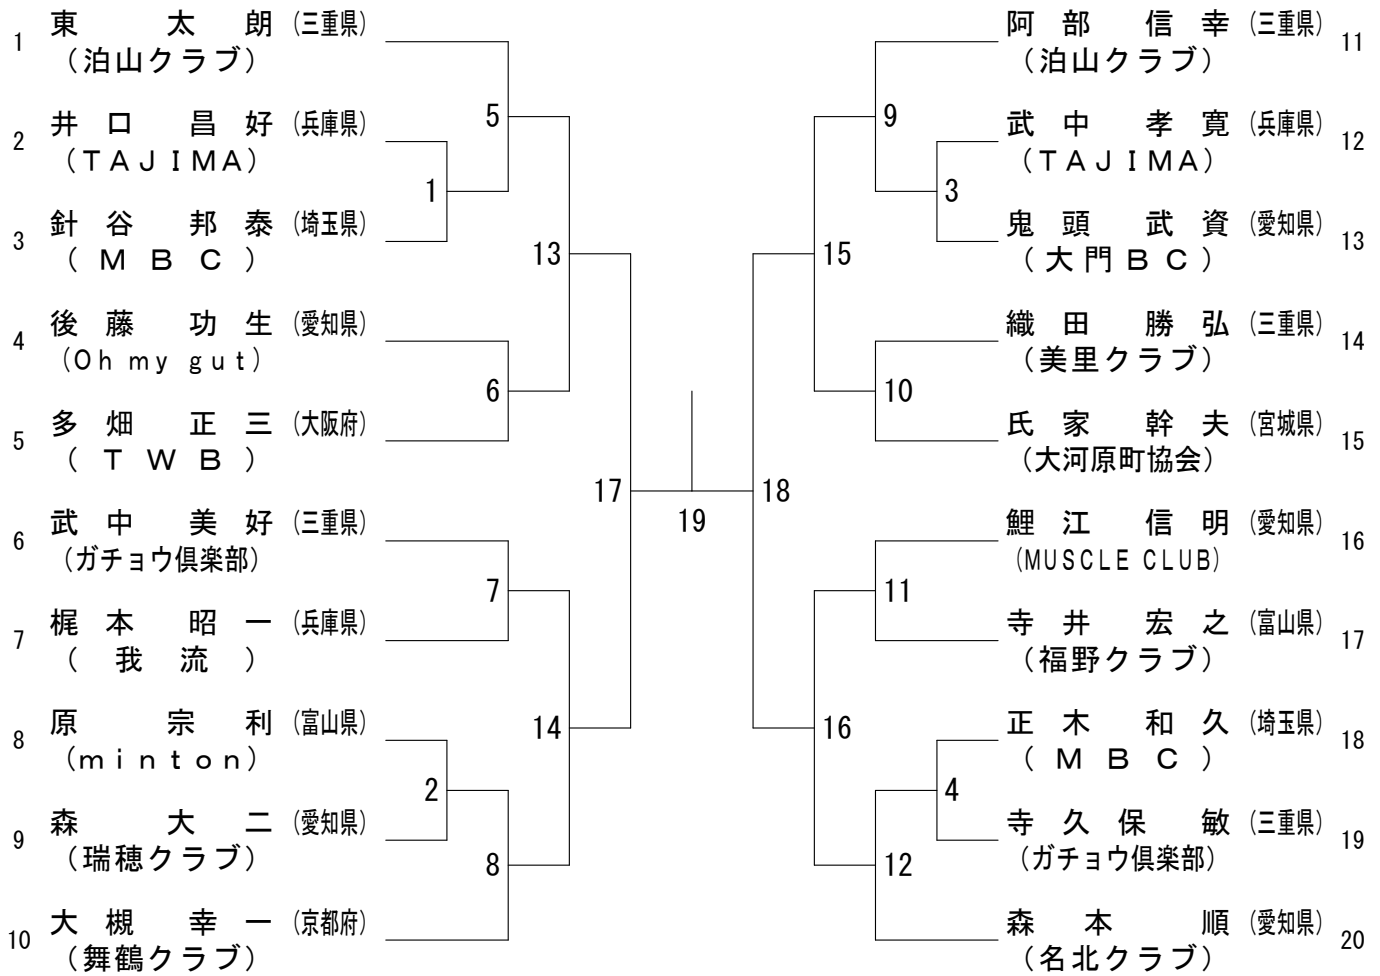 1 東 太 朗 (三重県)
(泊山クラブ)
2 井 口 昌 好 (兵庫県)
(TAJIMA)
3 針 谷 邦 泰 (埼玉県)
( M B C )
4 後 藤 功 生 (愛知県)
(Oh my gut)
5 多 畑 正 三 (大阪府)
( T W B )
6 武 中 美 好 (三重県)
(ガチョウ倶楽部)
7 梶 本 昭 一 (兵庫県)
( 我 流 )
8 原 宗 利 (富山県)
(minton)
9 森 大 二 (愛知県)
(瑞穂クラブ)
10 大 槻 幸 一 (京都府)
(舞鶴クラブ)
5
1
13
6
17
7
14
2
8
19
9
3
15
10
18
11
16
4
12
阿 部 信 幸 (三重県) 11
(泊山クラブ)
武 中 孝 寛 (兵庫県) 12
(TAJIMA)
鬼 頭 武 資 (愛知県) 13
(大門BC)
織 田 勝 弘 (三重県) 14
(美里クラブ)
氏 家 幹 夫 (宮城県) 15
(大河原町協会)
鯉 江 信 明 (愛知県) 16
(MUSCLE CLUB)
寺 井 宏 之 (富山県) 17
(福野クラブ)
正 木 和 久 (埼玉県) 18
( M B C )
寺 久 保 敏 (三重県) 19
(ガチョウ倶楽部)
森 本 順 (愛知県) 20
(名北クラブ)